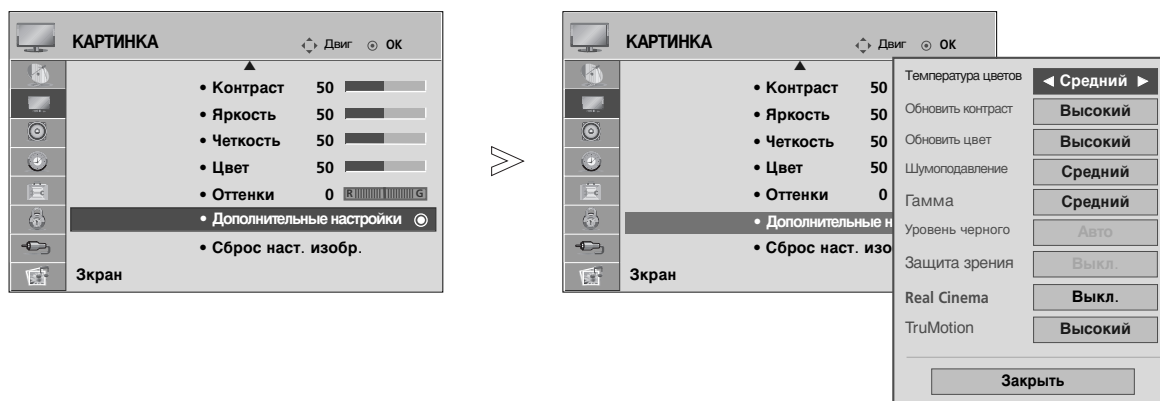 КАРТИНКА
Двиг OK
• Контраст 50
• Яркость 50
• Четкость 50
• Цвет 50
• Оттенки 0 R G
• Дополнительные настройки
• Сброс наст. изобр.
Зкран
КАРТИНКА
Двиг OK
• Контраст 50
• Яркость 50
• Четкость 50
• Цвет 50
• Оттенки 0
• Дополнительные н
• Сброс наст. изо
Зкран
Температура цветов ◀ Средний ▶
Обновить контраст Высокий
Обновить цвет Высокий
Шумоподавление Средний
Гамма Средний
Уровень черного Авто
Защита зрения Выкл.
Real Cinema Выкл.
TruMotion Высокий
Закрыть